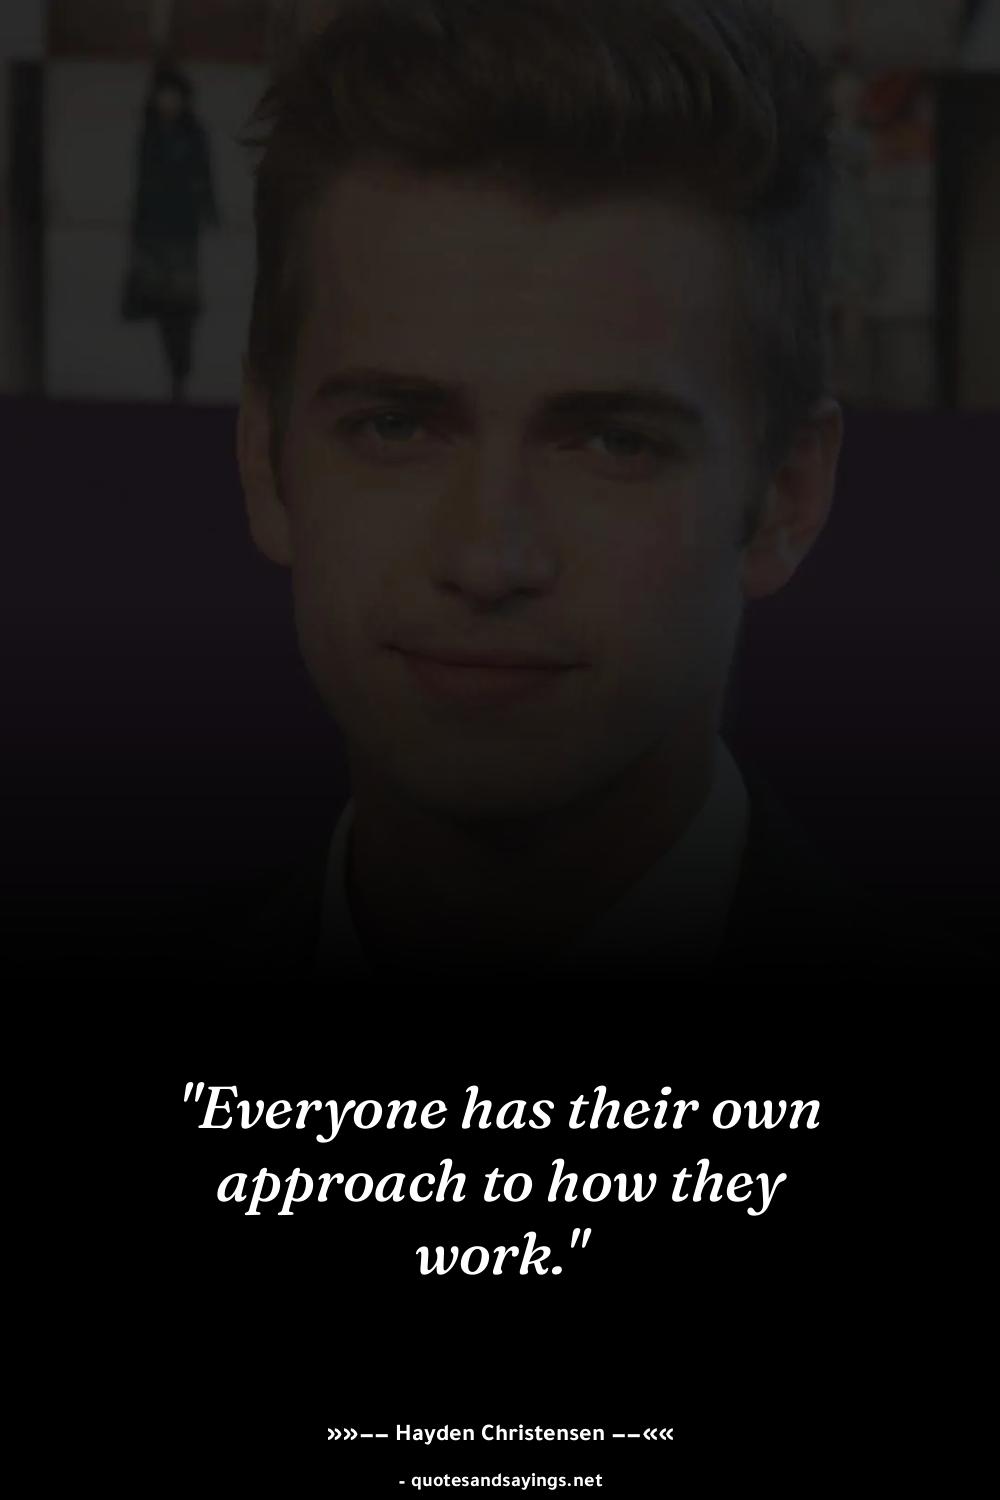 "Everyone has their own
approach to how they
work."
»»–– Hayden Christensen ––««
- quotesandsayings.net